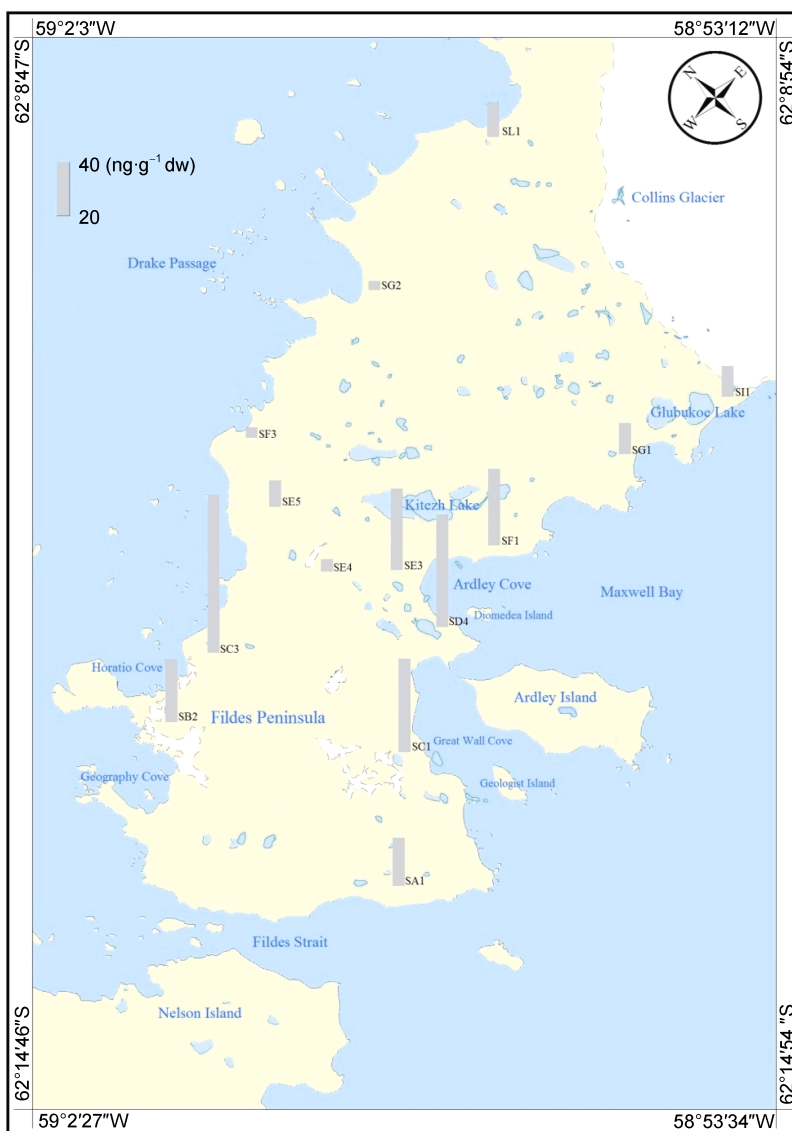 59°2′3″W
58°53′12″W
62°8′47″S
62°8′54″S
N
E
W
S
SL1
40 (ng·g⁻¹ dw)
20
Collins Glacier
Drake Passage
SG2
SI1
Glubukoe Lake
SF3
SG1
SE5
Kitezh Lake
SF1
SE4
SE3
Ardley Cove
Maxwell Bay
Diomedea Island
SD4
SC3
Horatio Cove
Ardley Island
SB2
Fildes Peninsula
Great Wall Cove
SC1
Geography Cove
Geologist Island
SA1
Fildes Strait
Nelson Island
62°14′46″S
62°14′54 ″S
59°2′27″W
58°53′34″W